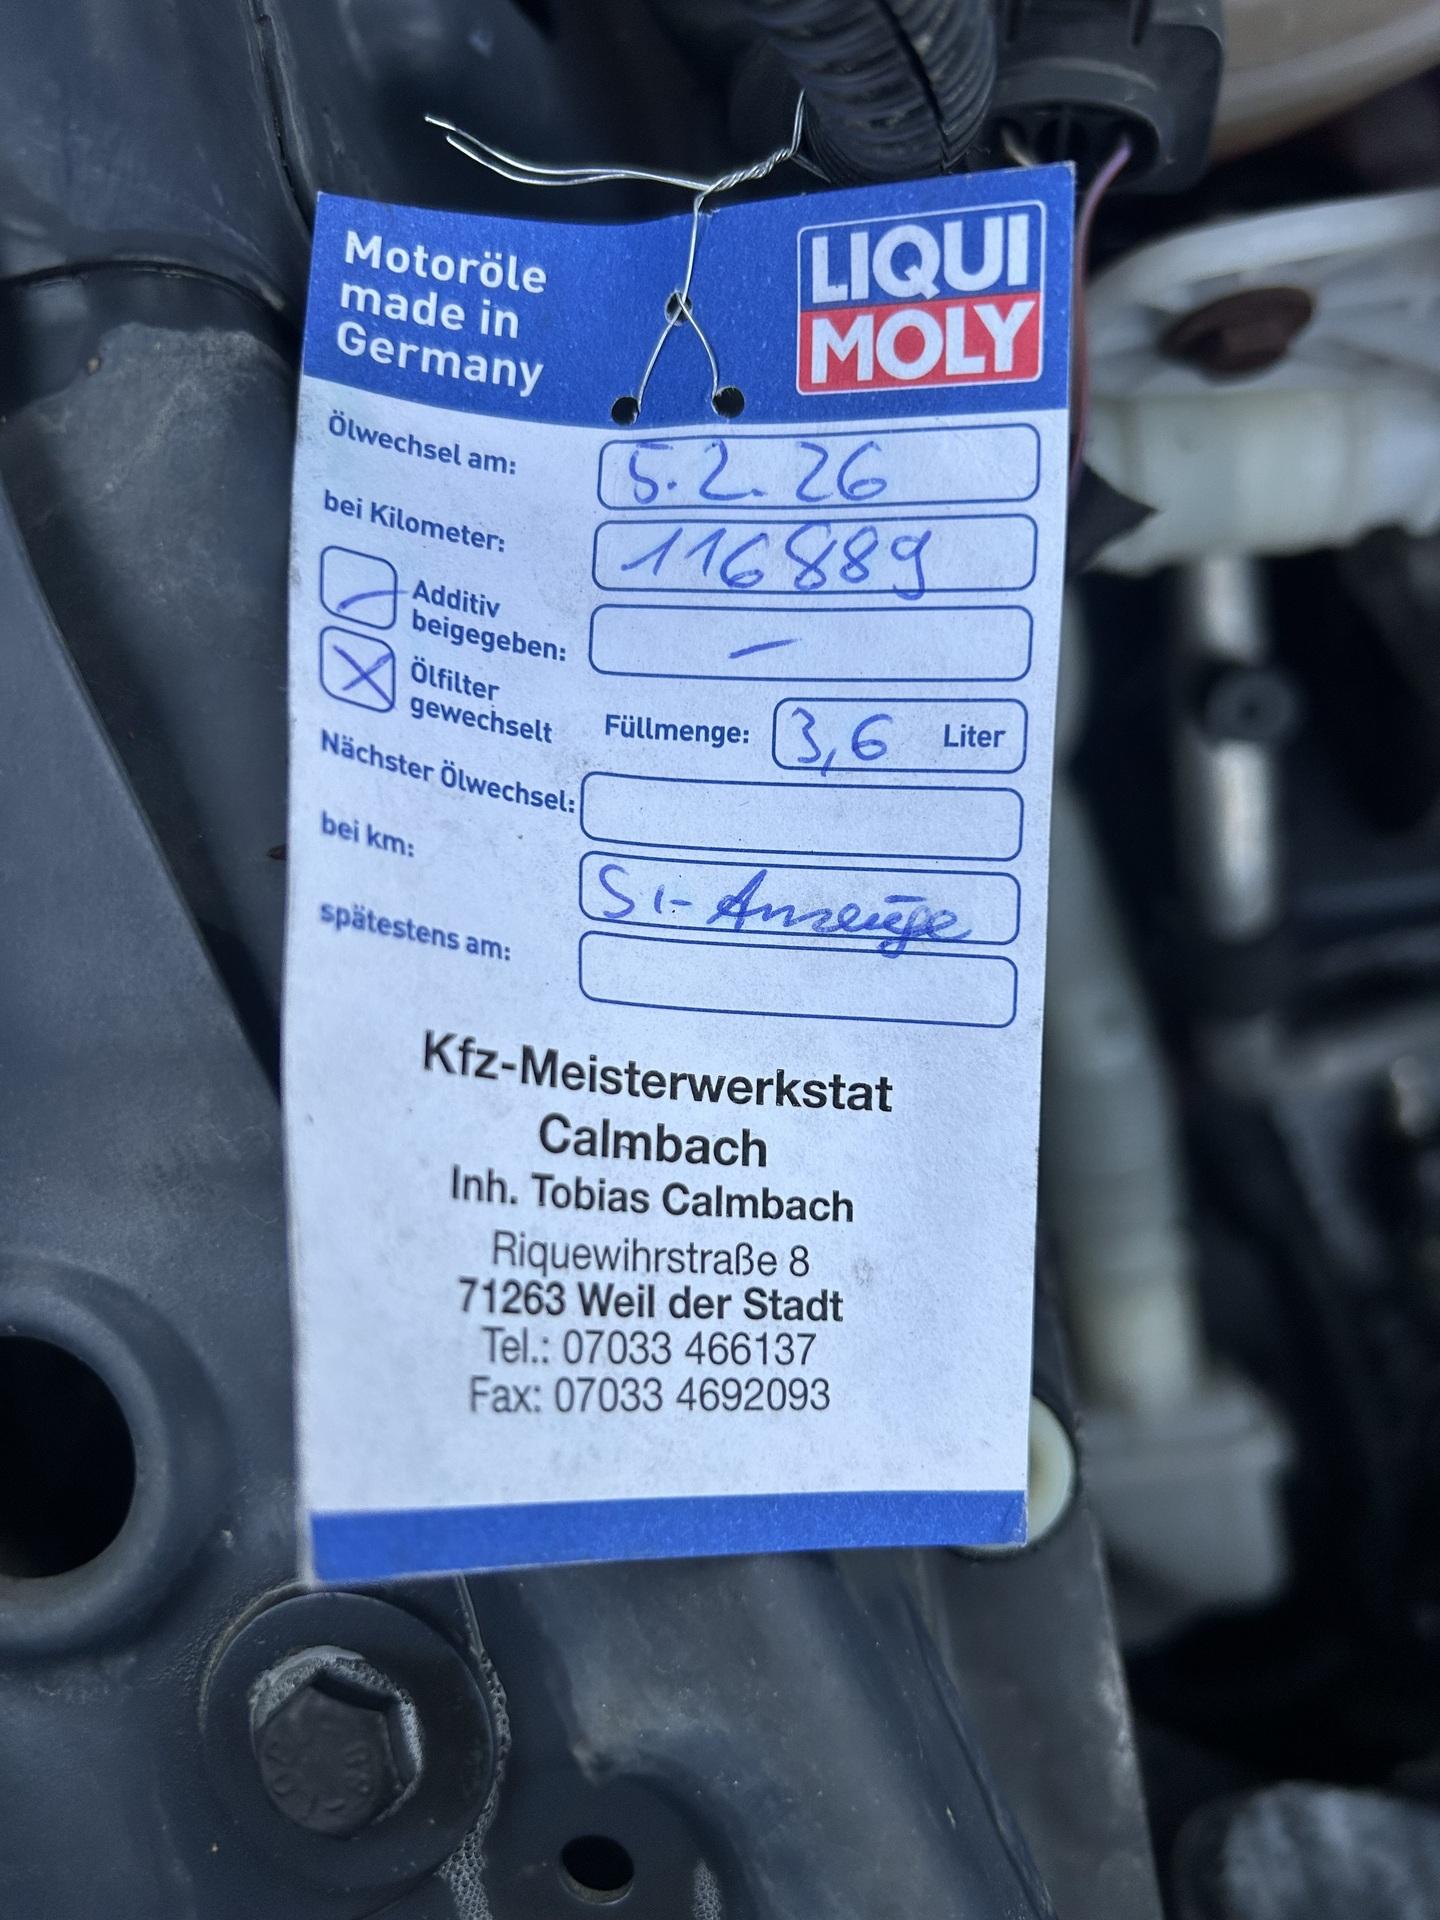 Motoröle
made in
Germany
LIQUI
MOLY
Ölwechsel am: 5.2.26
bei Kilometer: 116889
Additiv
beigegeben: –
Ölfilter
gewechselt
Füllmenge: 3,6 Liter
Nächster Ölwechsel:
bei km: Si-Anzeige
spätestens am:
Kfz-Meisterwerkstat
Calmbach
Inh. Tobias Calmbach
Riquewihrstraße 8
71263 Weil der Stadt
Tel.: 07033 466137
Fax: 07033 4692093